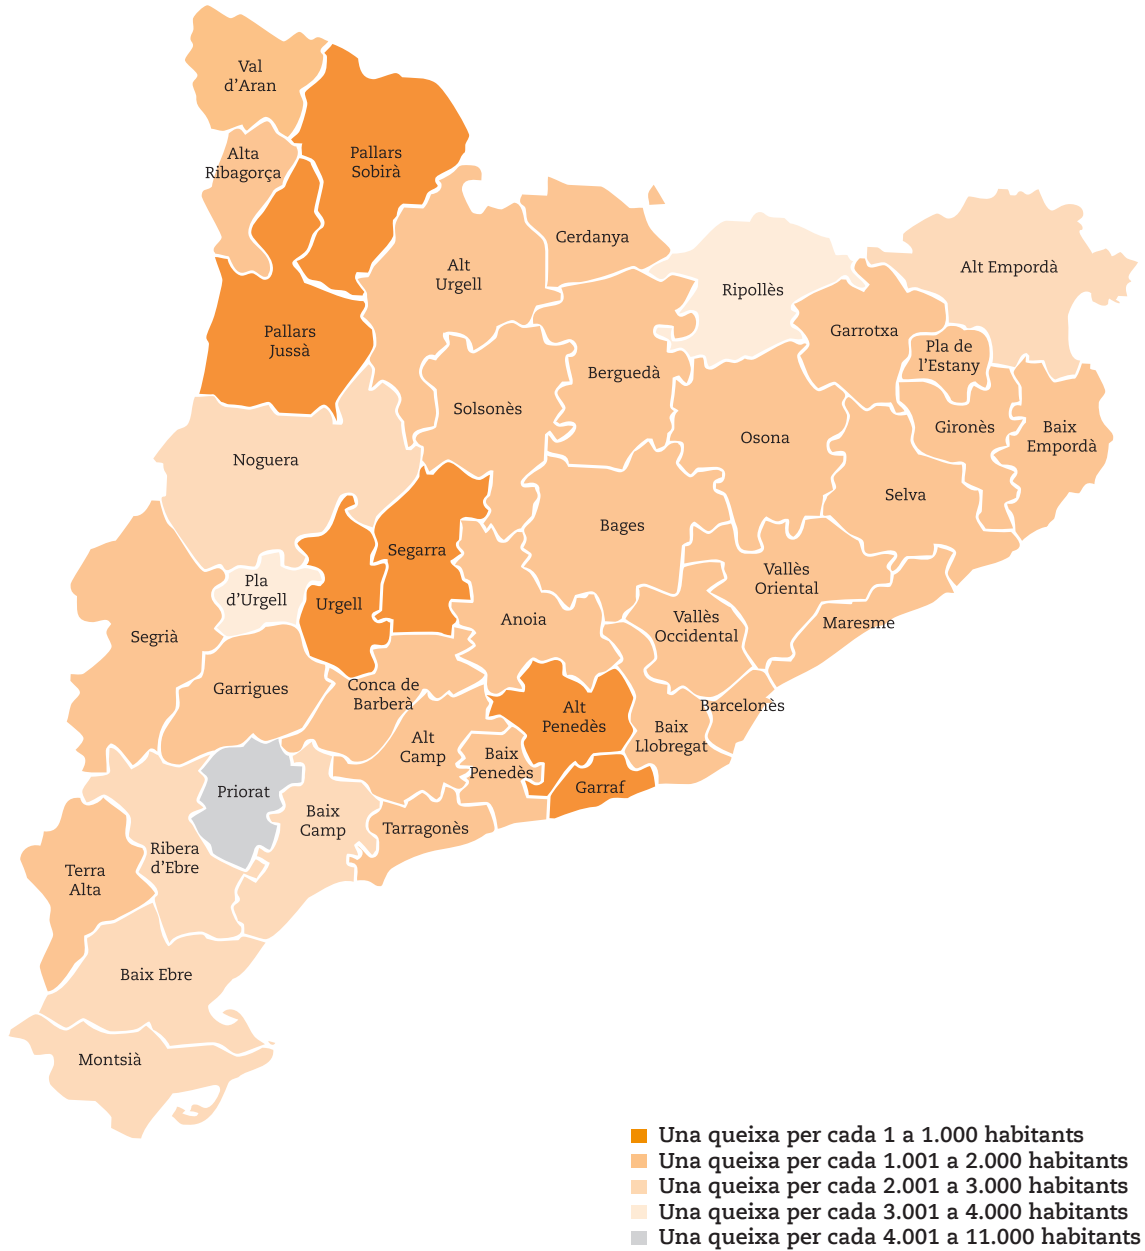 Val
d'Aran
Alta
Ribagorça
Pallars
Sobirà
Cerdanya
Alt
Urgell
Ripollès
Alt Empordà
Pallars
Jussà
Garrotxa
Pla de
l'Estany
Berguedà
Solsonès
Osona
Gironès
Baix
Empordà
Noguera
Selva
Bages
Segarra
Pla
d'Urgell
Urgell
Vallès
Oriental
Segrià
Anoia
Vallès
Occidental
Maresme
Garrigues
Conca de
Barberà
Alt
Penedès
Barcelonès
Baix
Llobregat
Alt
Camp
Baix
Penedès
Priorat
Garraf
Baix
Camp
Tarragonès
Ribera
d'Ebre
Terra
Alta
Baix Ebre
Montsià
Una queixa per cada 1 a 1.000 habitants
Una queixa per cada 1.001 a 2.000 habitants
Una queixa per cada 2.001 a 3.000 habitants
Una queixa per cada 3.001 a 4.000 habitants
Una queixa per cada 4.001 a 11.000 habitants